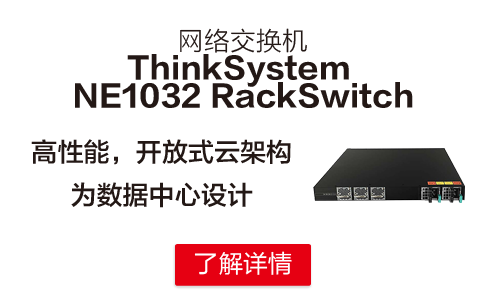 网络交换机
ThinkSystem
NE1032 RackSwitch
高性能，开放式云架构
为数据中心设计
了解详情